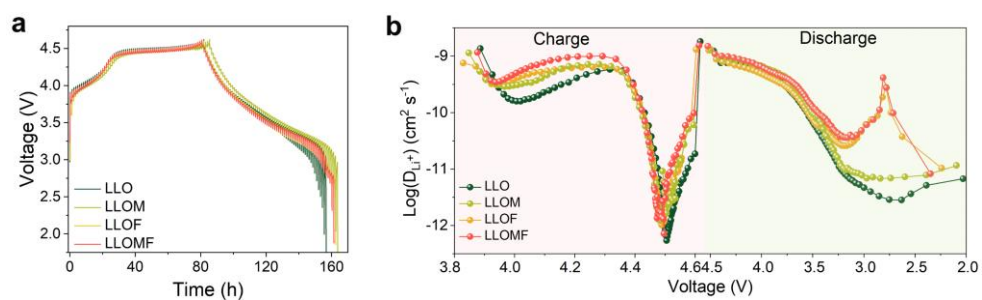 a
Voltage (V)
4.5
4.0
3.5
3.0
2.5
2.0
LLO
LLOM
LLOF
LLOMF
0
40
80
120
160
Time (h)
b
Log(D_Li+) (cm² s⁻¹)
-8
-9
-10
-11
-12
Charge
Discharge
LLO
LLOM
LLOF
LLOMF
3.8 4.0 4.2 4.4 4.64.5 4.0 3.5 3.0 2.5 2.0
Voltage (V)